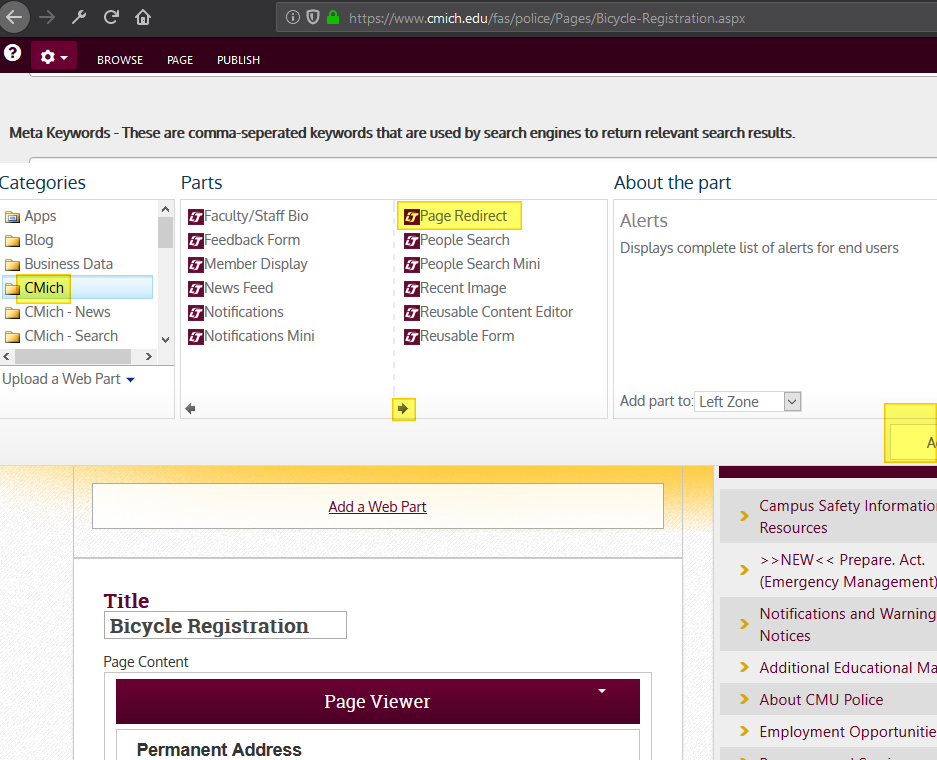 https://www.cmich.edu/fas/police/Pages/Bicycle-Registration.aspx
BROWSE PAGE PUBLISH
Meta Keywords - These are comma-seperated keywords that are used by search engines to return relevant search results.
Categories
Apps
Blog
Business Data
CMich
CMich - News
CMich - Search
Upload a Web Part
Parts
Faculty/Staff Bio
Feedback Form
Member Display
News Feed
Notifications
Notifications Mini
Page Redirect
People Search
People Search Mini
Recent Image
Reusable Content Editor
Reusable Form
About the part
Alerts
Displays complete list of alerts for end users
Add part to: Left Zone
Add a Web Part
Title
Bicycle Registration
Page Content
Page Viewer
Permanent Address
Campus Safety Information
Resources
>>NEW<< Prepare. Act.
(Emergency Management)
Notifications and Warning
Notices
Additional Educational Ma
About CMU Police
Employment Opportunitie